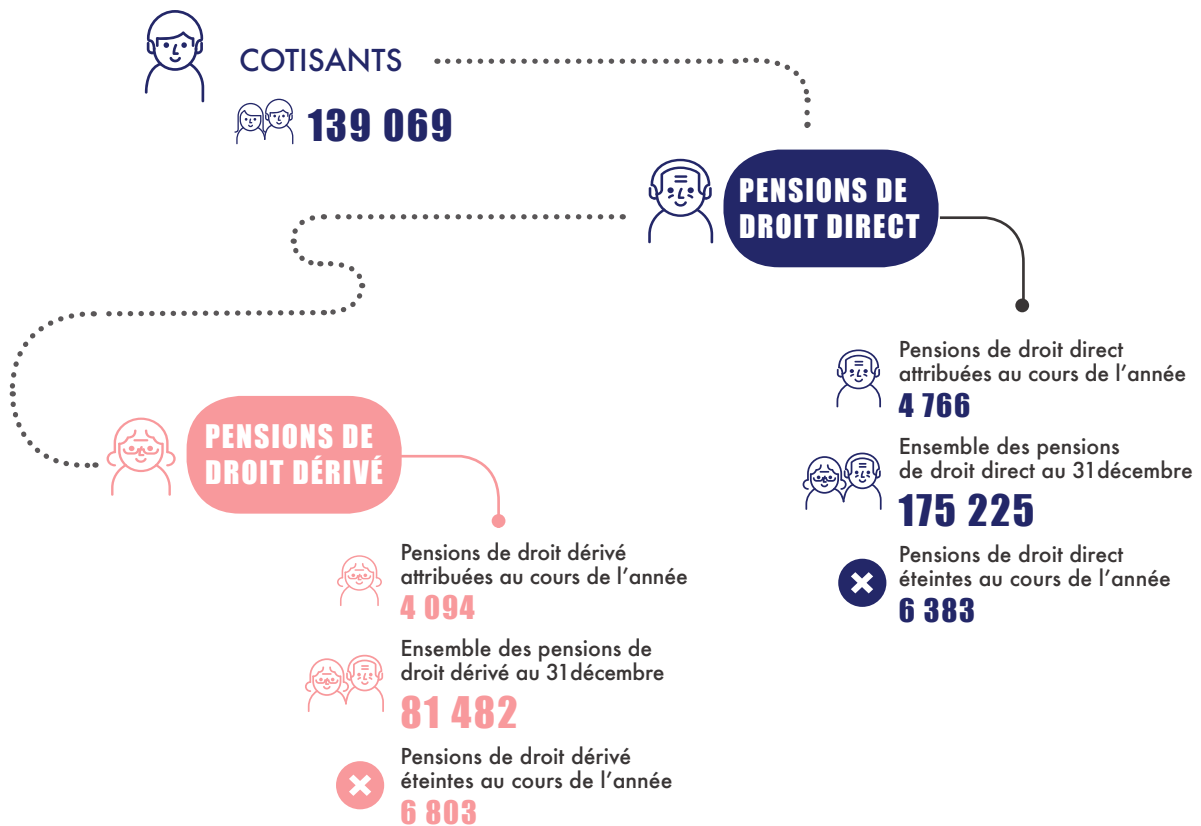 COTISANTS
139 069
PENSIONS DE
DROIT DIRECT
Pensions de droit direct
attribuées au cours de l’année
4 766
Ensemble des pensions
de droit direct au 31décembre
175 225
Pensions de droit direct
éteintes au cours de l’année
6 383
PENSIONS DE
DROIT DÉRIVÉ
Pensions de droit dérivé
attribuées au cours de l’année
4 094
Ensemble des pensions de
droit dérivé au 31décembre
81 482
Pensions de droit dérivé
éteintes au cours de l’année
6 803